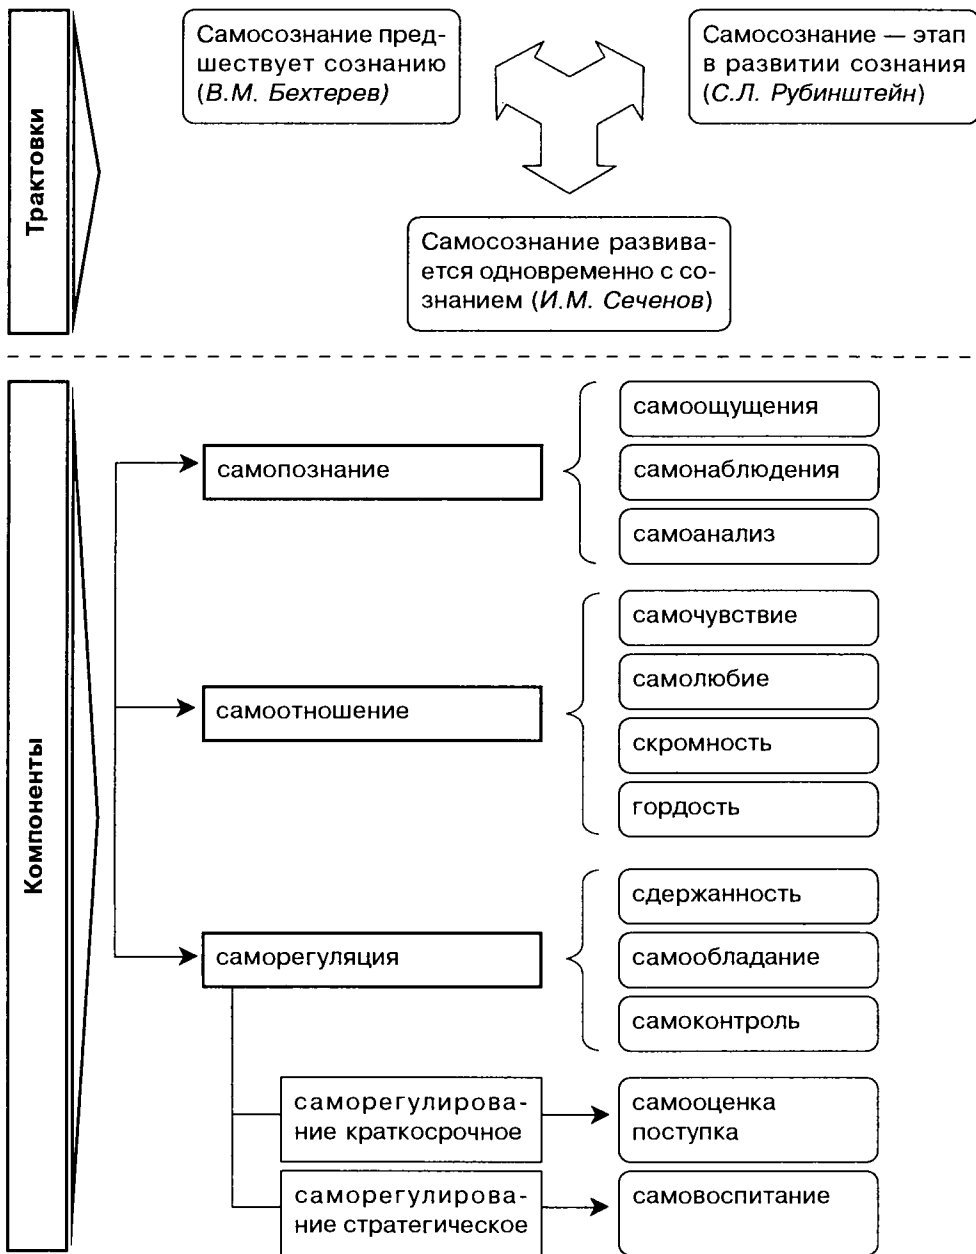 Трактовки
Самосознание пред-
шествует сознанию
(В.М. Бехтерев)
Самосознание — этап
в развитии сознания
(С.Л. Рубинштейн)
Самосознание развива-
ется одновременно с со-
знанием (И.М. Сеченов)
Компоненты
самопознание
самоощущения
самонаблюдения
самоанализ
самоотношение
самочувствие
самолюбие
скромность
гордость
саморегуляция
сдержанность
самообладание
самоконтроль
саморегулирова-
ние краткосрочное
самооценка
поступка
саморегулирова-
ние стратегическое
самовоспитание